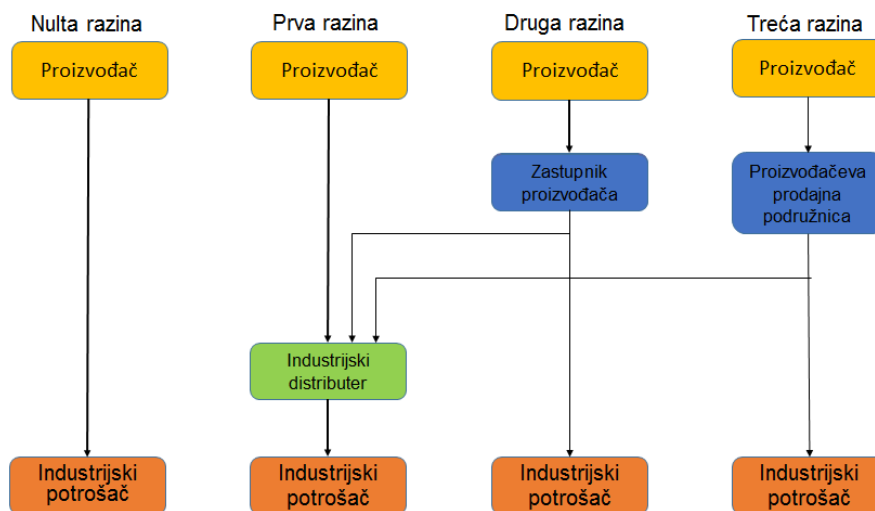 Nulta razina
Prva razina
Druga razina
Treća razina
Proizvođač
Proizvođač
Proizvođač
Proizvođač
Zastupnik
proizvođača
Proizvođačeva
prodajna
podružnica
Industrijski
distributer
Industrijski
potrošač
Industrijski
potrošač
Industrijski
potrošač
Industrijski
potrošač